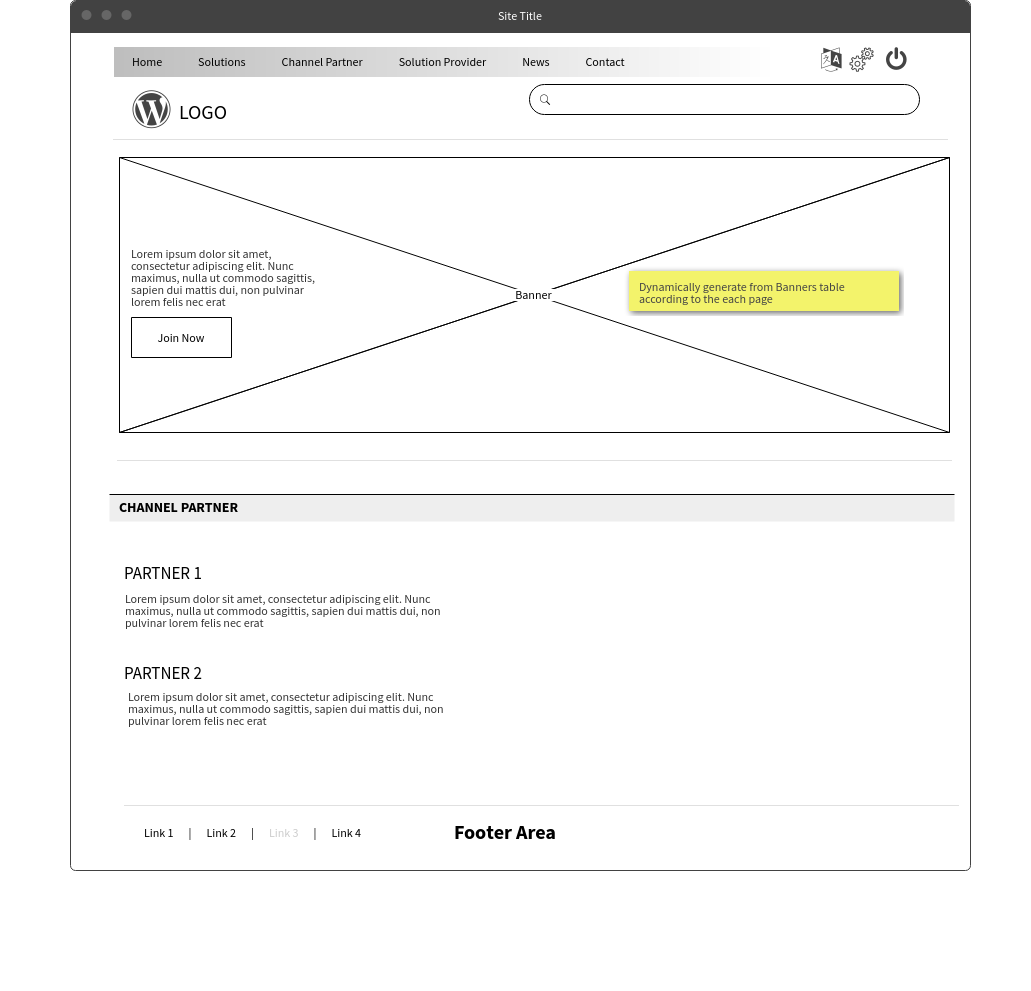 Site Title
Home Solutions Channel Partner Solution Provider News Contact
A
W LOGO
Lorem ipsum dolor sit amet,
consectetur adipiscing elit. Nunc
maximus, nulla ut commodo sagittis,
sapien dui mattis dui, non pulvinar
lorem felis nec erat
Join Now
Banner
Dynamically generate from Banners table
according to the each page
CHANNEL PARTNER
PARTNER 1
Lorem ipsum dolor sit amet, consectetur adipiscing elit. Nunc
maximus, nulla ut commodo sagittis, sapien dui mattis dui, non
pulvinar lorem felis nec erat
PARTNER 2
Lorem ipsum dolor sit amet, consectetur adipiscing elit. Nunc
maximus, nulla ut commodo sagittis, sapien dui mattis dui, non
pulvinar lorem felis nec erat
Link 1 | Link 2 | Link 3 | Link 4
Footer Area